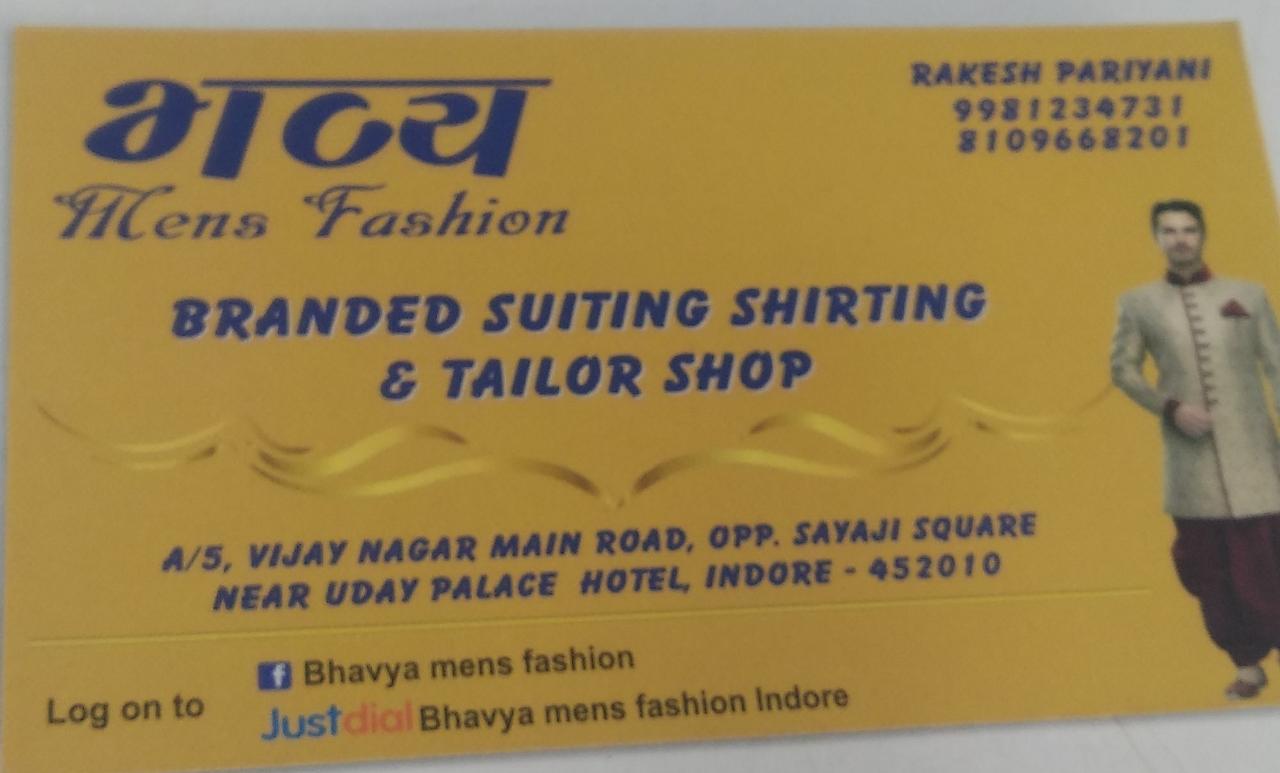 भव्य
Mens Fashion
RAKESH PARIYANI
9981234731
8109668201
BRANDED SUITING SHIRTING
& TAILOR SHOP
A/5, VIJAY NAGAR MAIN ROAD, OPP. SAYAJI SQUARE
NEAR UDAY PALACE HOTEL, INDORE - 452010
Log on to
f Bhavya mens fashion
Justdial Bhavya mens fashion Indore